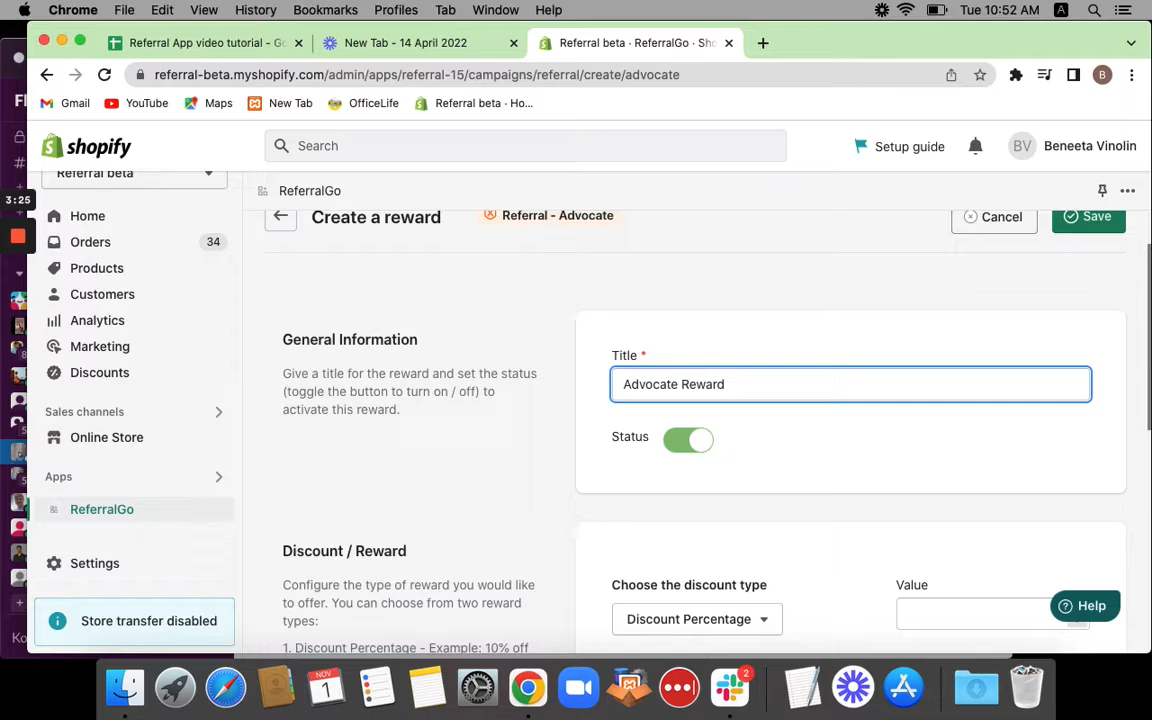 Chrome File Edit View History Bookmarks Profiles Tab Window Help Tue 10:52 AM A
Referral App video tutorial - Go New Tab - 14 April 2022 Referral beta · ReferralGo · Sho
referral-beta.myshopify.com/admin/apps/referral-15/campaigns/referral/create/advocate B
Gmail YouTube Maps New Tab OfficeLife Referral beta · Ho...
shopify Search Setup guide BV Beneeta Vinolin
Referral beta ReferralGo
3:25
Home Create a reward Referral - Advocate Cancel Save
Orders 34
Products
Customers
Analytics
Marketing
Discounts
Sales channels
Online Store
Apps
ReferralGo
Settings
Store transfer disabled
General Information
Give a title for the reward and set the status
(toggle the button to turn on / off) to
activate this reward.
Title *
Advocate Reward
Status
Discount / Reward
Configure the type of reward you would like
to offer. You can choose from two reward
types:
1. Discount Percentage - Example: 10% off
Choose the discount type Value
Discount Percentage
Help
NOV
1
2